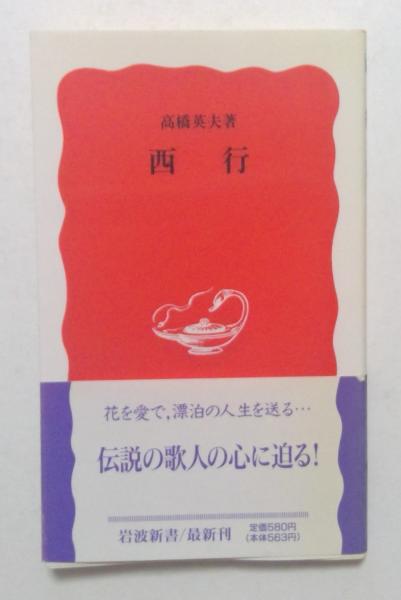 高橋英夫著
西行
花を愛で,漂泊の人生を送る…
伝説の歌人の心に迫る!
岩波新書/最新刊
定価580円
(本体563円)